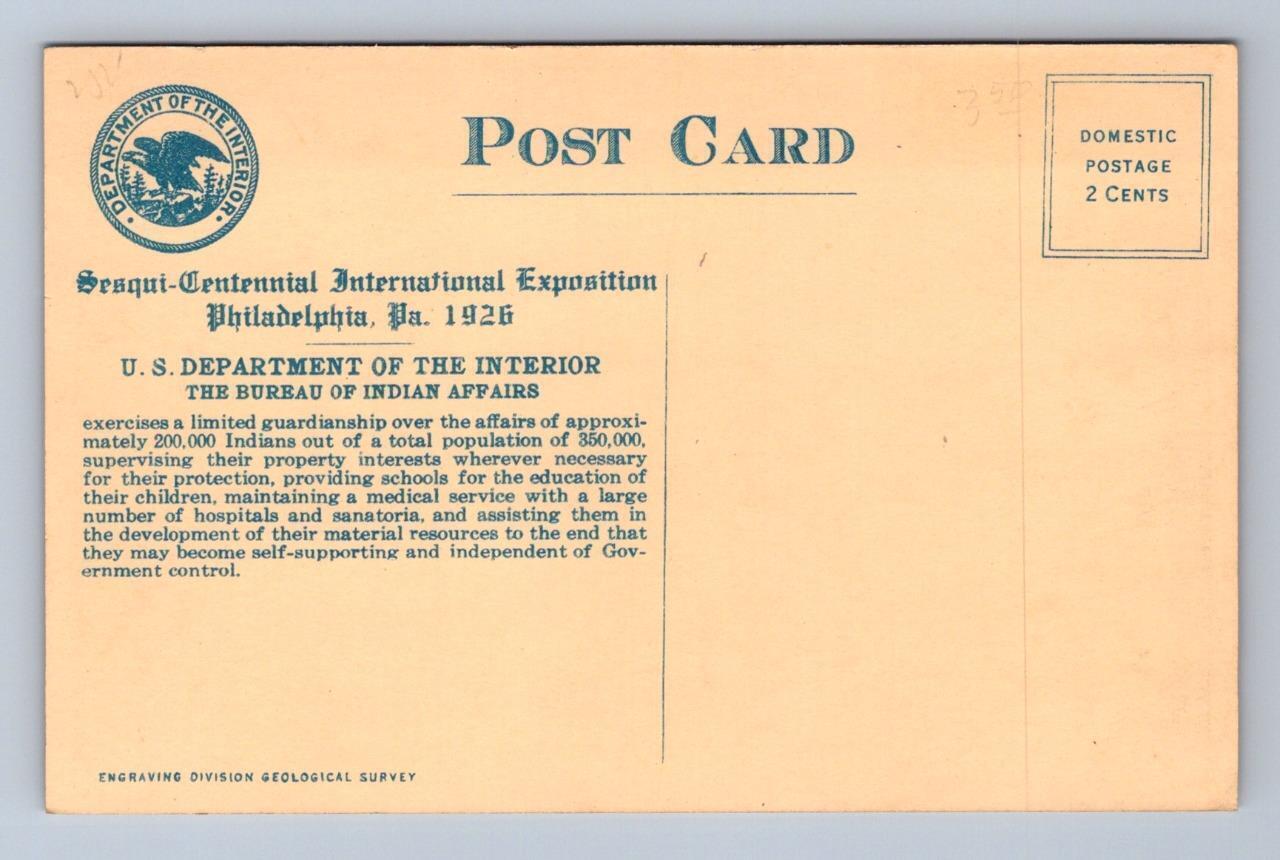 DEPARTMENT OF THE INTERIOR
POST CARD
DOMESTIC
POSTAGE
2 CENTS
350
Sesqui-Centennial International Exposition
Philadelphia, Pa. 1926
U. S. DEPARTMENT OF THE INTERIOR
THE BUREAU OF INDIAN AFFAIRS
exercises a limited guardianship over the affairs of approxi-
mately 200,000 Indians out of a total population of 350,000,
supervising their property interests wherever necessary
for their protection, providing schools for the education of
their children, maintaining a medical service with a large
number of hospitals and sanatoria, and assisting them in
the development of their material resources to the end that
they may become self-supporting and independent of Gov-
ernment control.
ENGRAVING DIVISION GEOLOGICAL SURVEY